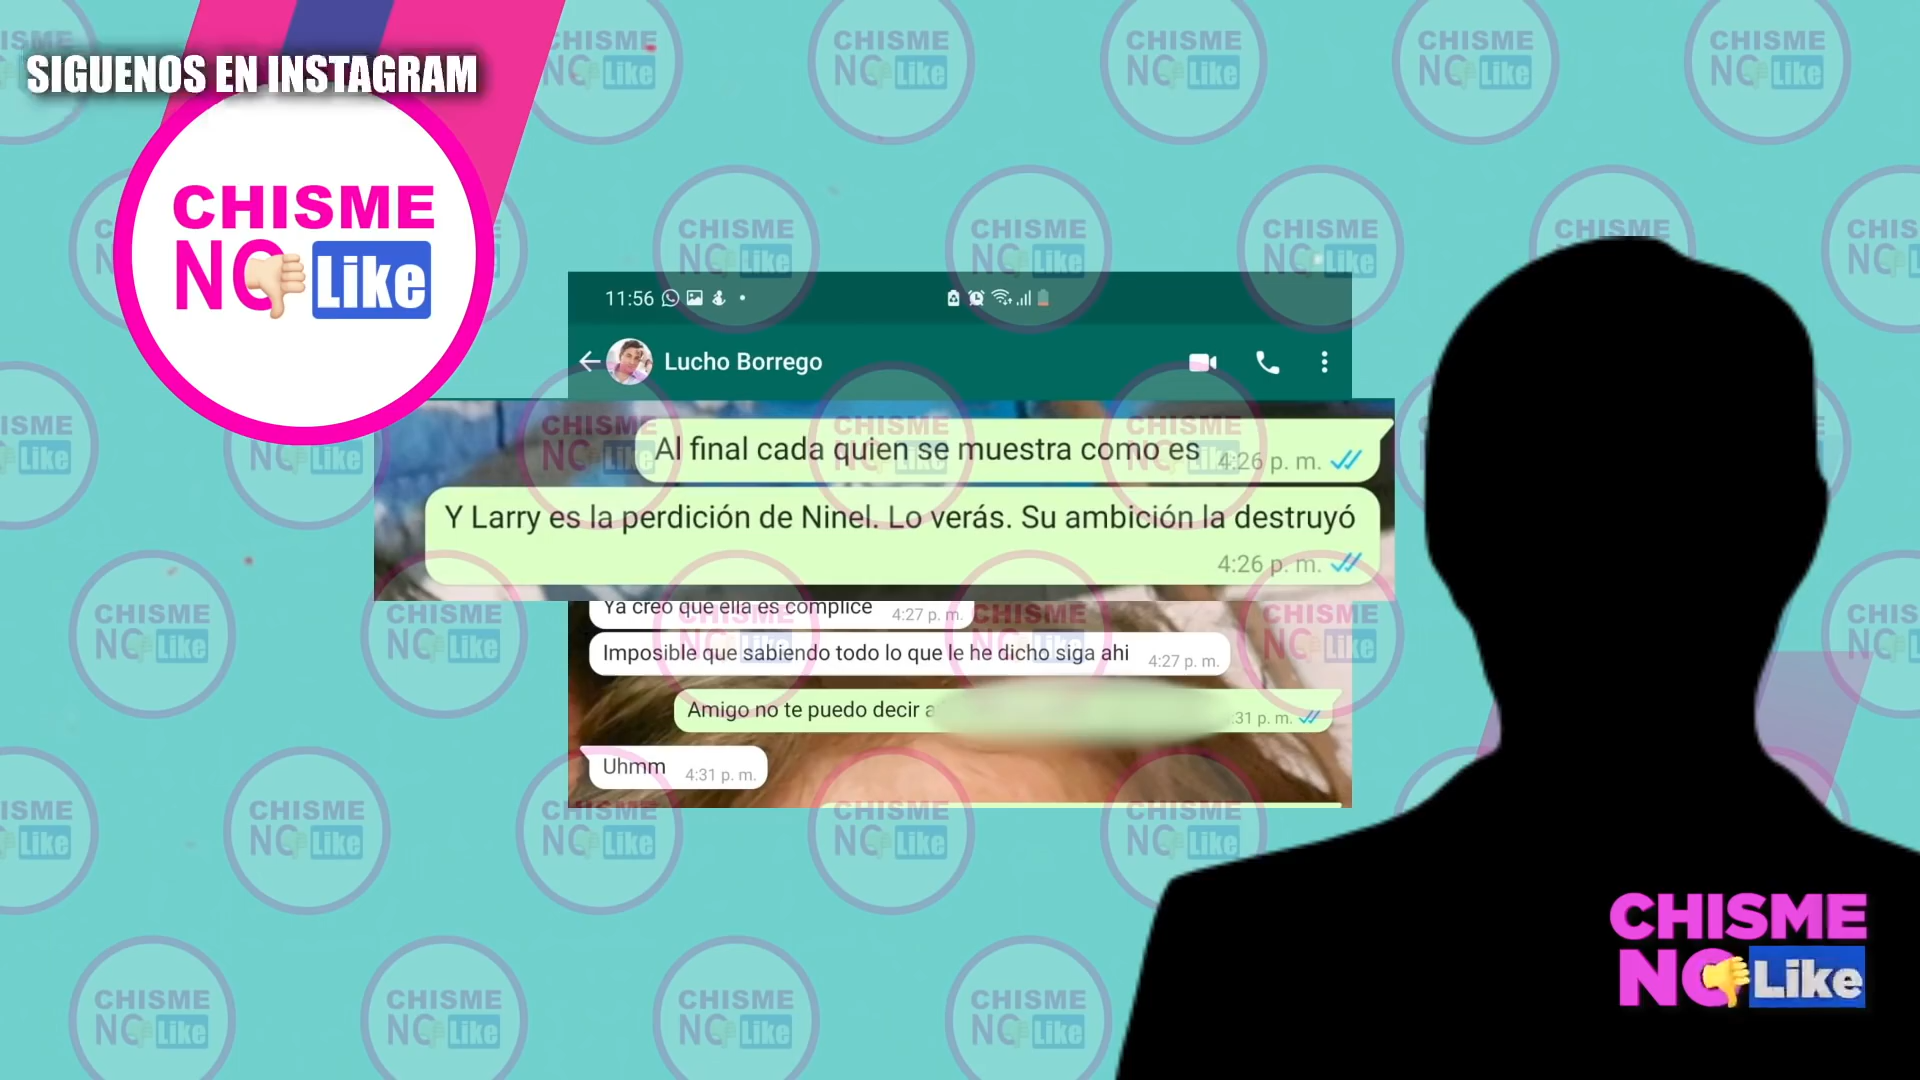 SIGUENOS EN INSTAGRAM
CHISME
NO Like
11:56
Lucho Borrego
Al final cada quien se muestra como es 4:26 p. m.
Y Larry es la perdición de Ninel. Lo verás. Su ambición la destruyó
4:26 p. m.
Ya creo que ella es complice 4:27 p. m.
Imposible que sabiendo todo lo que le he dicho siga ahi 4:27 p. m.
Amigo no te puedo decir a :31 p. m.
Uhmm 4:31 p. m.
CHISME
NO Like